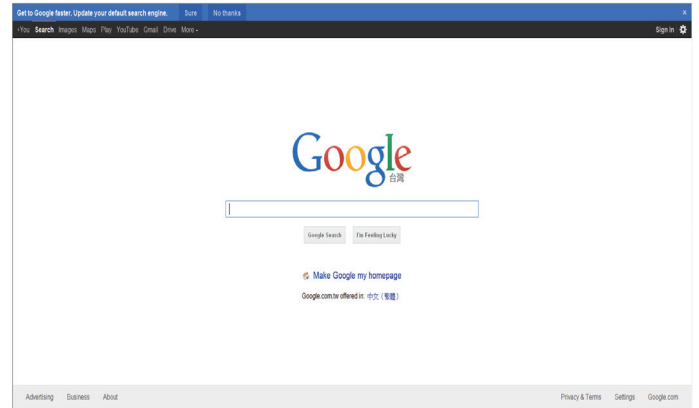 Get to Google faster. Update your default search engine. Sure No thanks x
+You Search Images Maps Play YouTube Gmail Drive More Sign in
Google
台灣
Google Search I'm Feeling Lucky
Make Google my homepage
Google.com.tw offered in: 中文（繁體）
Advertising Business About Privacy & Terms Settings Google.com